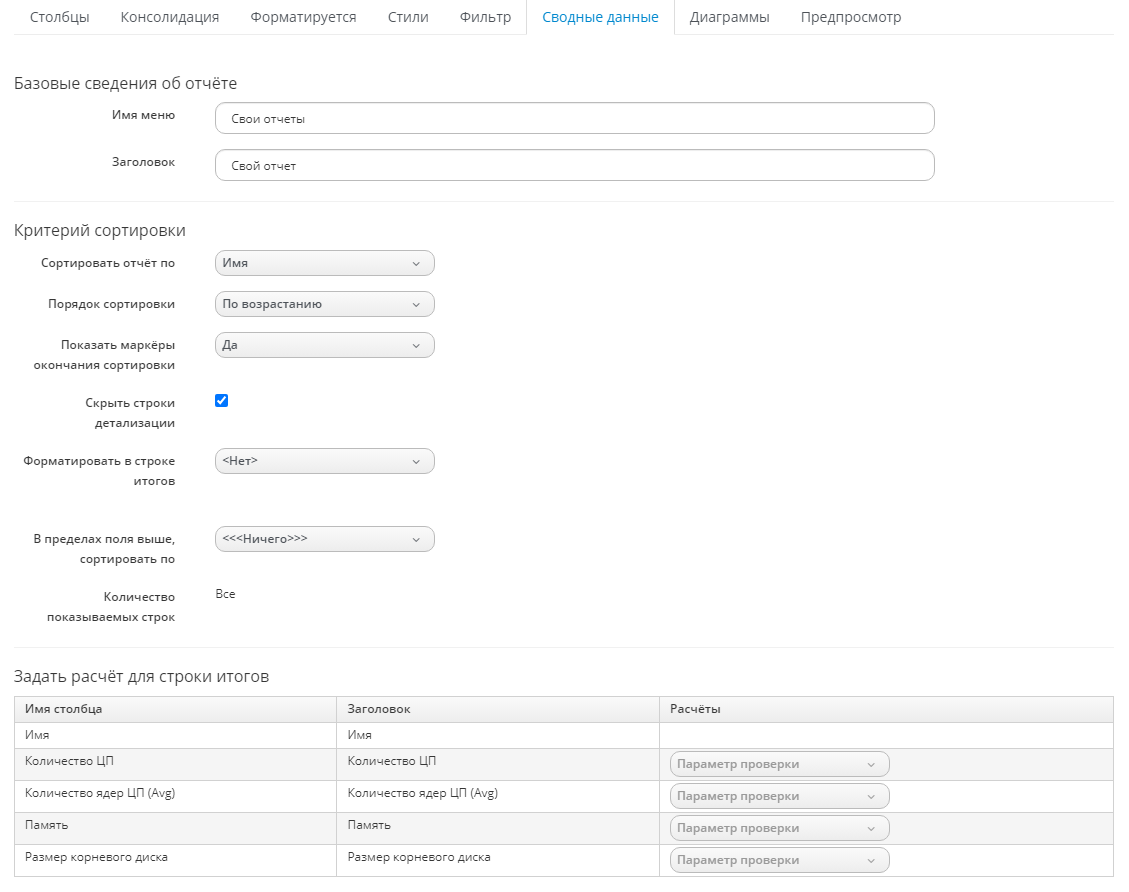 Столбцы Консолидация Форматируется Стили Фильтр Сводные данные Диаграммы Предпросмотр
Базовые сведения об отчёте
Имя меню Свои отчеты
Заголовок Свой отчет
Критерий сортировки
Сортировать отчёт по Имя
Порядок сортировки По возрастанию
Показать маркёры Да
окончания сортировки
Скрыть строки
детализации
Форматировать в строке <Нет>
итогов
В пределах поля выше, <<<Ничего>>>
сортировать по
Количество Все
показываемых строк
Задать расчёт для строки итогов
Имя столбца Заголовок Расчёты
Имя Имя
Количество ЦП Количество ЦП Параметр проверки
Количество ядер ЦП (Avg) Количество ядер ЦП (Avg) Параметр проверки
Память Память Параметр проверки
Размер корневого диска Размер корневого диска Параметр проверки